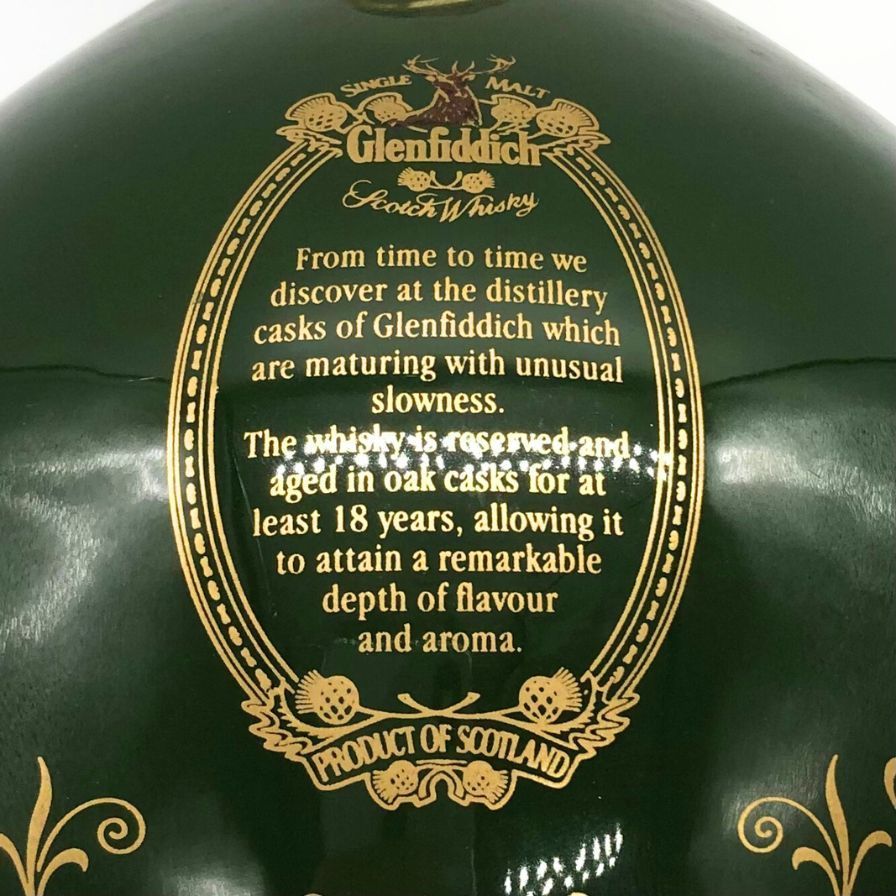 SINGLE MALT
Glenfiddich
Scotch Whisky
From time to time we
discover at the distillery
casks of Glenfiddich which
are maturing with unusual
slowness.
The whisky is reserved and
aged in oak casks for at
least 18 years, allowing it
to attain a remarkable
depth of flavour
and aroma.
PRODUCT OF SCOTLAND